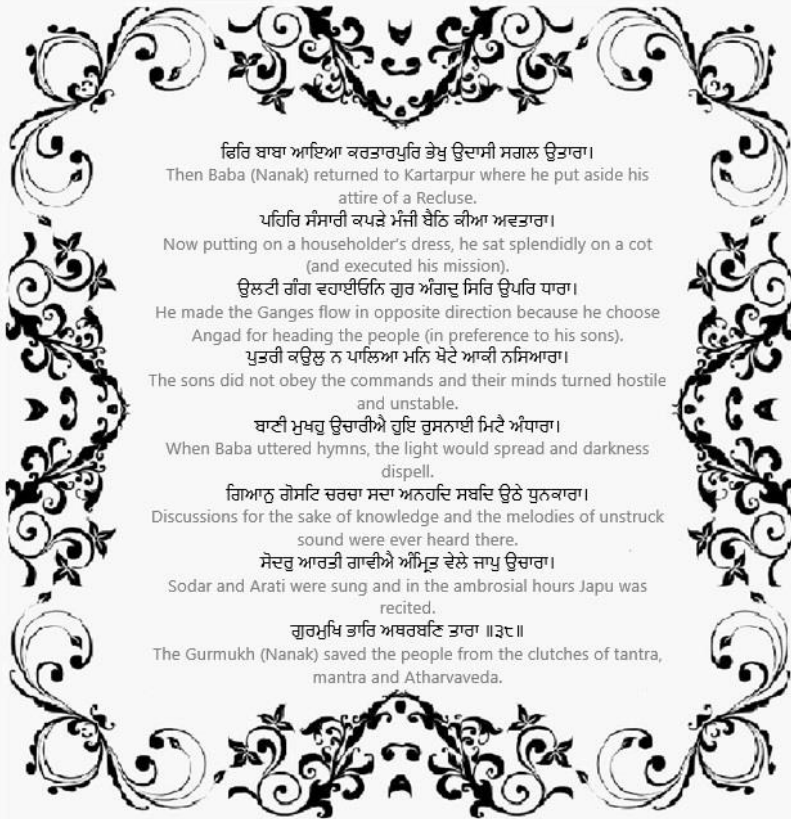 ਫਿਰਿ ਬਾਬਾ ਆਇਆ ਕਰਤਾਰਪੁਰਿ ਭੇਖੁ ਉਦਾਸੀ ਸਗਲ ਉਤਾਰਾ।
Then Baba (Nanak) returned to Kartarpur where he put aside his
attire of a Recluse.
ਪਹਿਰਿ ਸੰਸਾਰੀ ਕਪੜੇ ਮੰਜੀ ਬੈਠਿ ਕੀਆ ਅਵਤਾਰਾ।
Now putting on a householder's dress, he sat splendidly on a cot
(and executed his mission).
ਉਲਟੀ ਗੰਗ ਵਹਾਈਓਨਿ ਗੁਰ ਅੰਗਦੁ ਸਿਰਿ ਉਪਰਿ ਧਾਰਾ।
He made the Ganges flow in opposite direction because he choose
Angad for heading the people (in preference to his sons).
ਪੁਤਰੀ ਕਉਲੁ ਨ ਪਾਲਿਆ ਮਨਿ ਖੋਟੇ ਆਕੀ ਨਸਿਆਰਾ।
The sons did not obey the commands and their minds turned hostile
and unstable.
ਬਾਣੀ ਮੁਖਹੁ ਉਚਾਰੀਐ ਹੁਇ ਰੁਸਨਾਈ ਮਿਟੈ ਅੰਧਾਰਾ।
When Baba uttered hymns, the light would spread and darkness
dispell.
ਗਿਆਨੁ ਗੋਸਟਿ ਚਰਚਾ ਸਦਾ ਅਨਹਦਿ ਸਬਦਿ ਉਠੇ ਧੁਨਕਾਰਾ।
Discussions for the sake of knowledge and the melodies of unstruck
sound were ever heard there.
ਸੋਦਰੁ ਆਰਤੀ ਗਾਵੀਐ ਅੰਮ੍ਰਿਤ ਵੇਲੇ ਜਾਪੁ ਉਚਾਰਾ।
Sodar and Arati were sung and in the ambrosial hours Japu was
recited.
ਗੁਰਮੁਖਿ ਭਾਰਿ ਅਥਰਬਣਿ ਤਾਰਾ ॥੩੮॥
The Gurmukh (Nanak) saved the people from the clutches of tantra,
mantra and Atharvaveda.